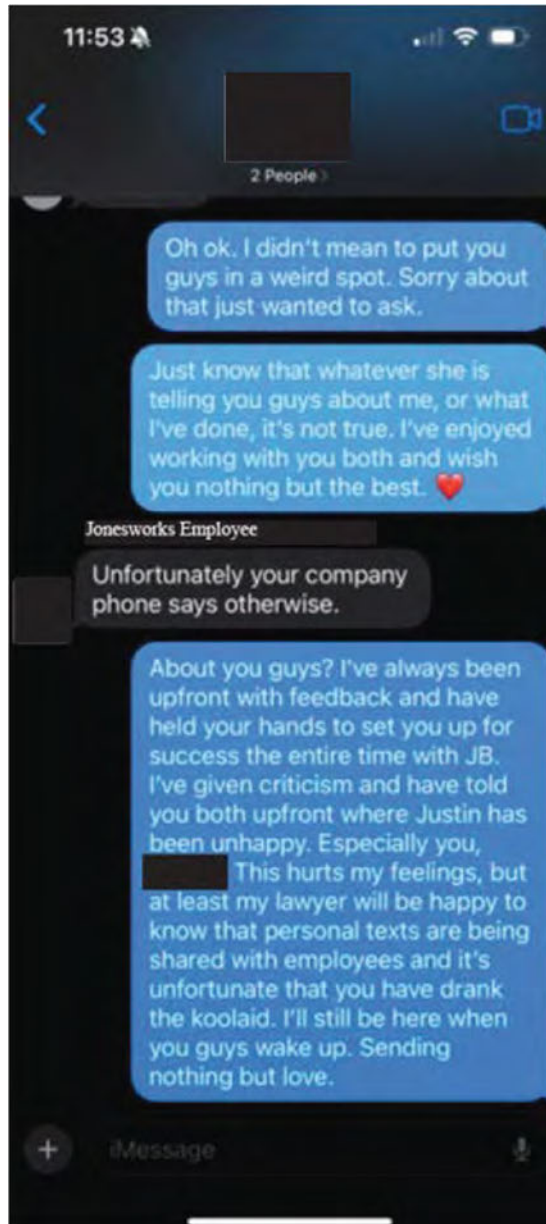 11:53
2 People >
Oh ok. I didn't mean to put you
guys in a weird spot. Sorry about
that just wanted to ask.
Just know that whatever she is
telling you guys about me, or what
I've done, it's not true. I've enjoyed
working with you both and wish
you nothing but the best. ❤️
Jonesworks Employee
Unfortunately your company
phone says otherwise.
About you guys? I've always been
upfront with feedback and have
held your hands to set you up for
success the entire time with JB.
I've given criticism and have told
you both upfront where Justin has
been unhappy. Especially you,
This hurts my feelings, but
at least my lawyer will be happy to
know that personal texts are being
shared with employees and it's
unfortunate that you have drank
the koolaid. I'll still be here when
you guys wake up. Sending
nothing but love.
iMessage